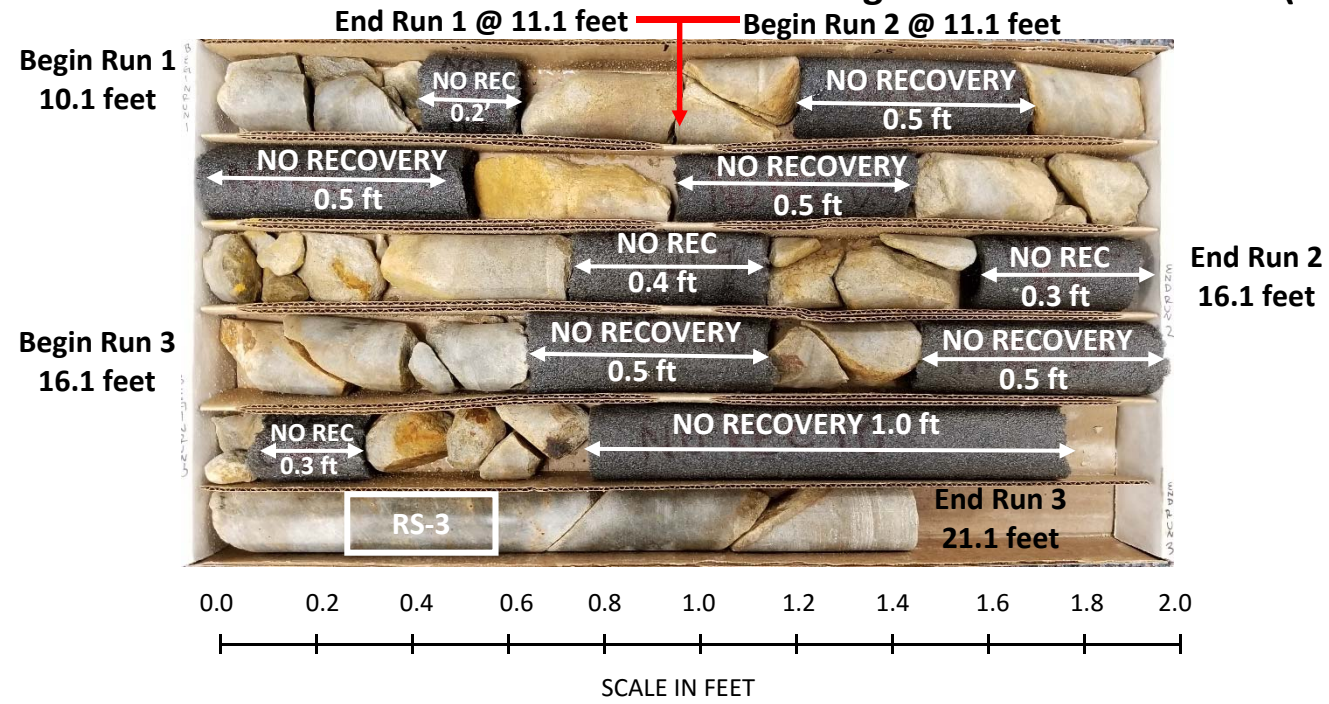 End Run 1 @ 11.1 feet
Begin Run 2 @ 11.1 feet
Begin Run 1
10.1 feet
NO REC
0.2'
NO RECOVERY
0.5 ft
NO RECOVERY
0.5 ft
NO RECOVERY
0.5 ft
NO REC
0.4 ft
NO REC
0.3 ft
End Run 2
16.1 feet
Begin Run 3
16.1 feet
NO RECOVERY
0.5 ft
NO RECOVERY
0.5 ft
NO REC
0.3 ft
NO RECOVERY 1.0 ft
RS-3
End Run 3
21.1 feet
0.0 0.2 0.4 0.6 0.8 1.0 1.2 1.4 1.6 1.8 2.0
SCALE IN FEET